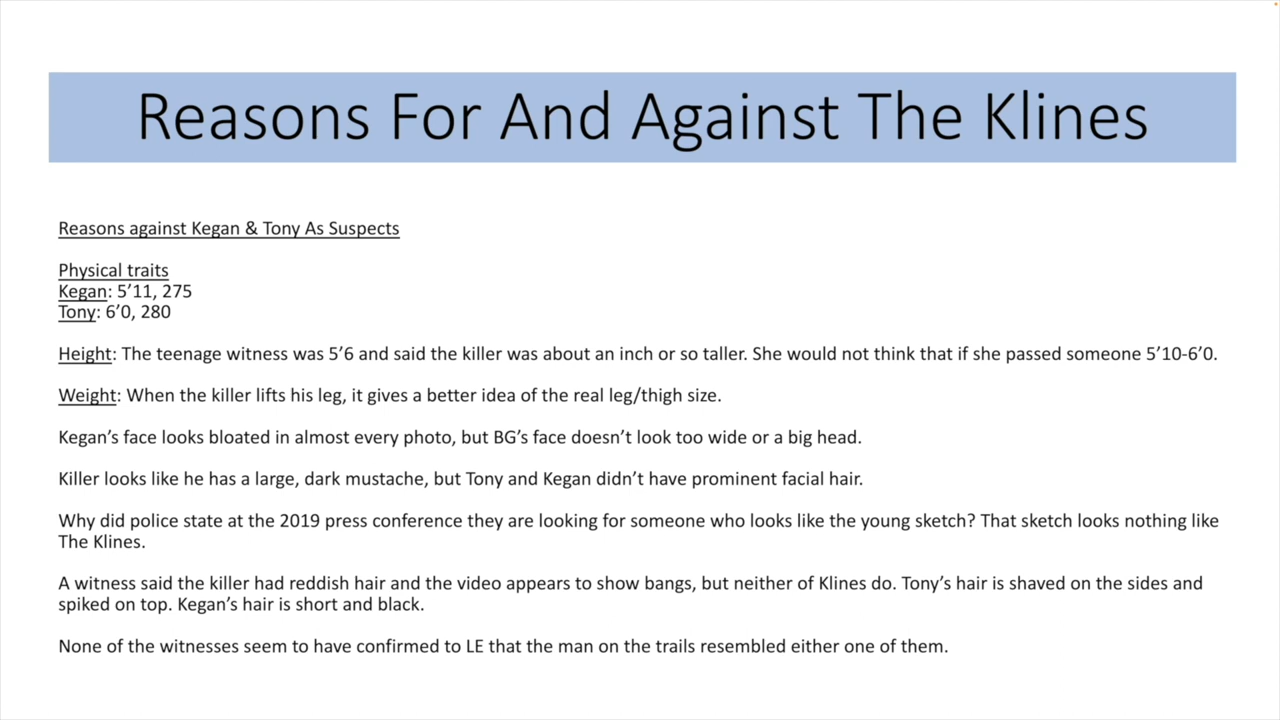 Reasons For And Against The Klines
Reasons against Kegan & Tony As Suspects
Physical traits
Kegan: 5’11, 275
Tony: 6’0, 280
Height: The teenage witness was 5’6 and said the killer was about an inch or so taller. She would not think that if she passed someone 5’10-6’0.
Weight: When the killer lifts his leg, it gives a better idea of the real leg/thigh size.
Kegan’s face looks bloated in almost every photo, but BG’s face doesn’t look too wide or a big head.
Killer looks like he has a large, dark mustache, but Tony and Kegan didn’t have prominent facial hair.
Why did police state at the 2019 press conference they are looking for someone who looks like the young sketch? That sketch looks nothing like
The Klines.
A witness said the killer had reddish hair and the video appears to show bangs, but neither of Klines do. Tony’s hair is shaved on the sides and
spiked on top. Kegan’s hair is short and black.
None of the witnesses seem to have confirmed to LE that the man on the trails resembled either one of them.